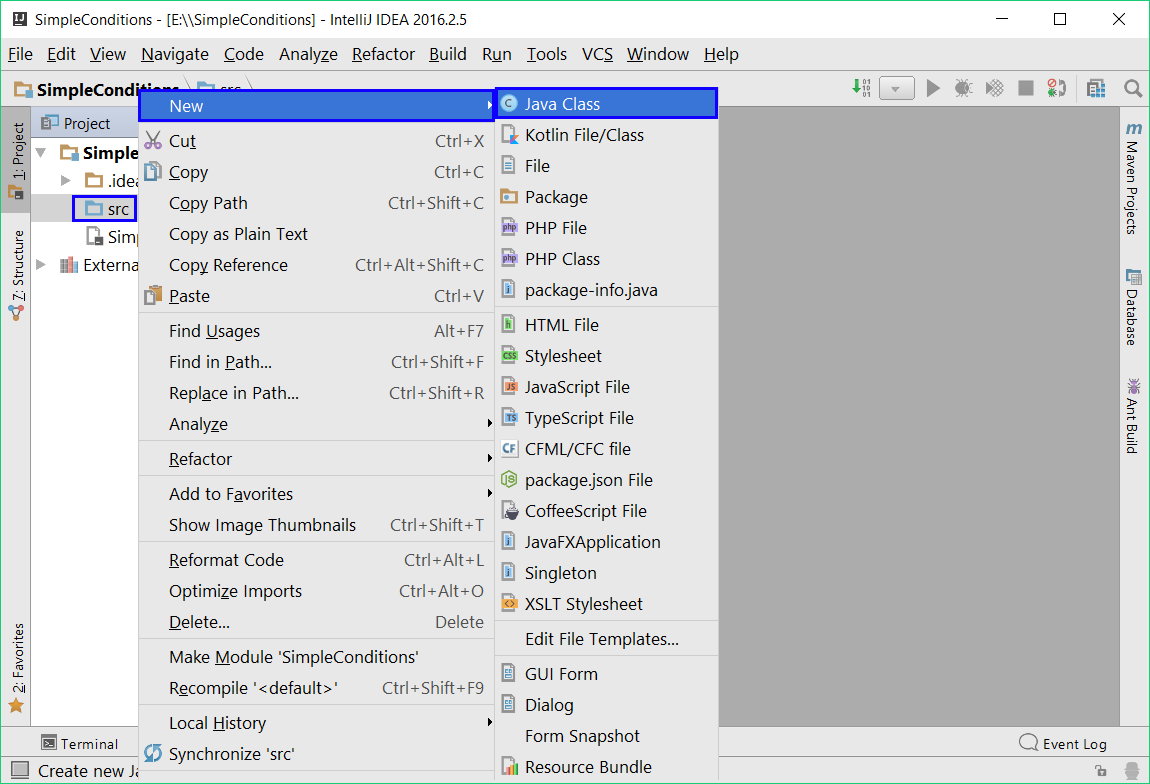 SimpleConditions - [E:\\SimpleConditions] - IntelliJ IDEA 2016.2.5
File Edit View Navigate Code Analyze Refactor Build Run Tools VCS Window Help
SimpleConditions src
Project
1: Project
Simple
.idea
src
Externa
7: Structure
2: Favorites
New
Cut Ctrl+X
Copy Ctrl+C
Copy Path Ctrl+Shift+C
Copy as Plain Text
Copy Reference Ctrl+Alt+Shift+C
Paste Ctrl+V
Find Usages Alt+F7
Find in Path... Ctrl+Shift+F
Replace in Path... Ctrl+Shift+R
Analyze
Refactor
Add to Favorites
Show Image Thumbnails Ctrl+Shift+T
Reformat Code Ctrl+Alt+L
Optimize Imports Ctrl+Alt+O
Delete... Delete
Make Module 'SimpleConditions'
Recompile '<default>' Ctrl+Shift+F9
Local History
Synchronize 'src'
Java Class
Kotlin File/Class
File
Package
PHP File
PHP Class
package-info.java
HTML File
Stylesheet
JavaScript File
TypeScript File
CFML/CFC file
package.json File
CoffeeScript File
JavaFXApplication
Singleton
XSLT Stylesheet
Edit File Templates...
GUI Form
Dialog
Form Snapshot
Resource Bundle
Maven Projects
Database
Ant Build
Terminal
Event Log
Create new Ja